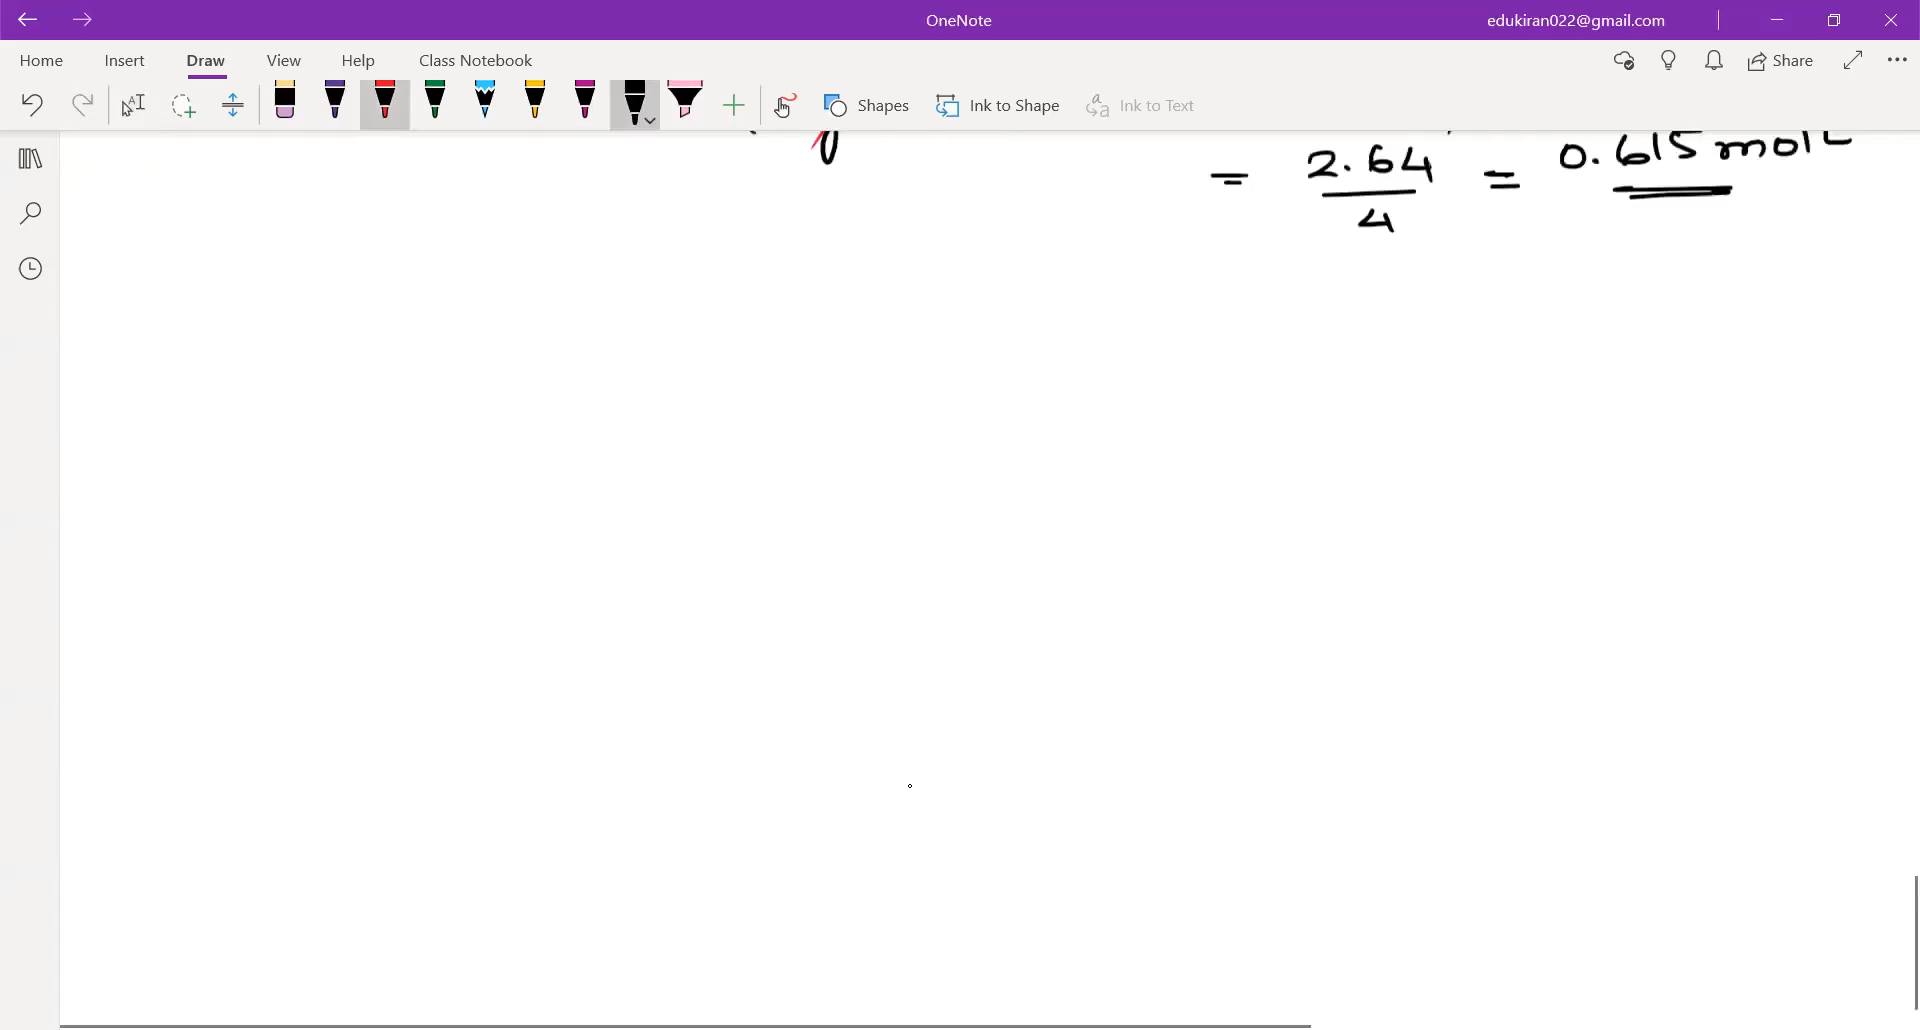 OneNote
edukiran022@gmail.com
Home Insert Draw View Help Class Notebook
Share
Shapes Ink to Shape Ink to Text
= 2.64 = 0.615 mol L
4